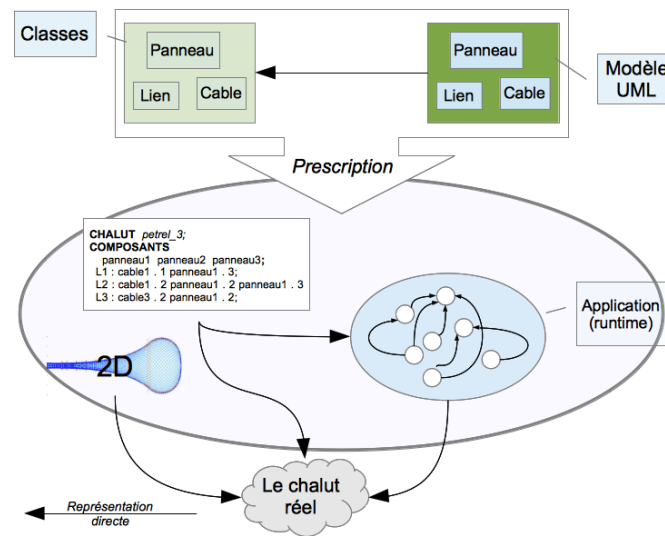 Classes
Panneau
Lien
Cable
Panneau
Lien
Cable
Modèle
UML
Prescription
CHALUT petrel_3;
COMPOSANTS
panneau1 panneau2 panneau3;
L1 : cable1 . 1 panneau1 . 3;
L2 : cable1 . 2 panneau1 . 2 panneau1 . 3
L3 : cable3 . 2 panneau1 . 2;
Application
(runtime)
2D
Le chalut
réel
Représentation
directe